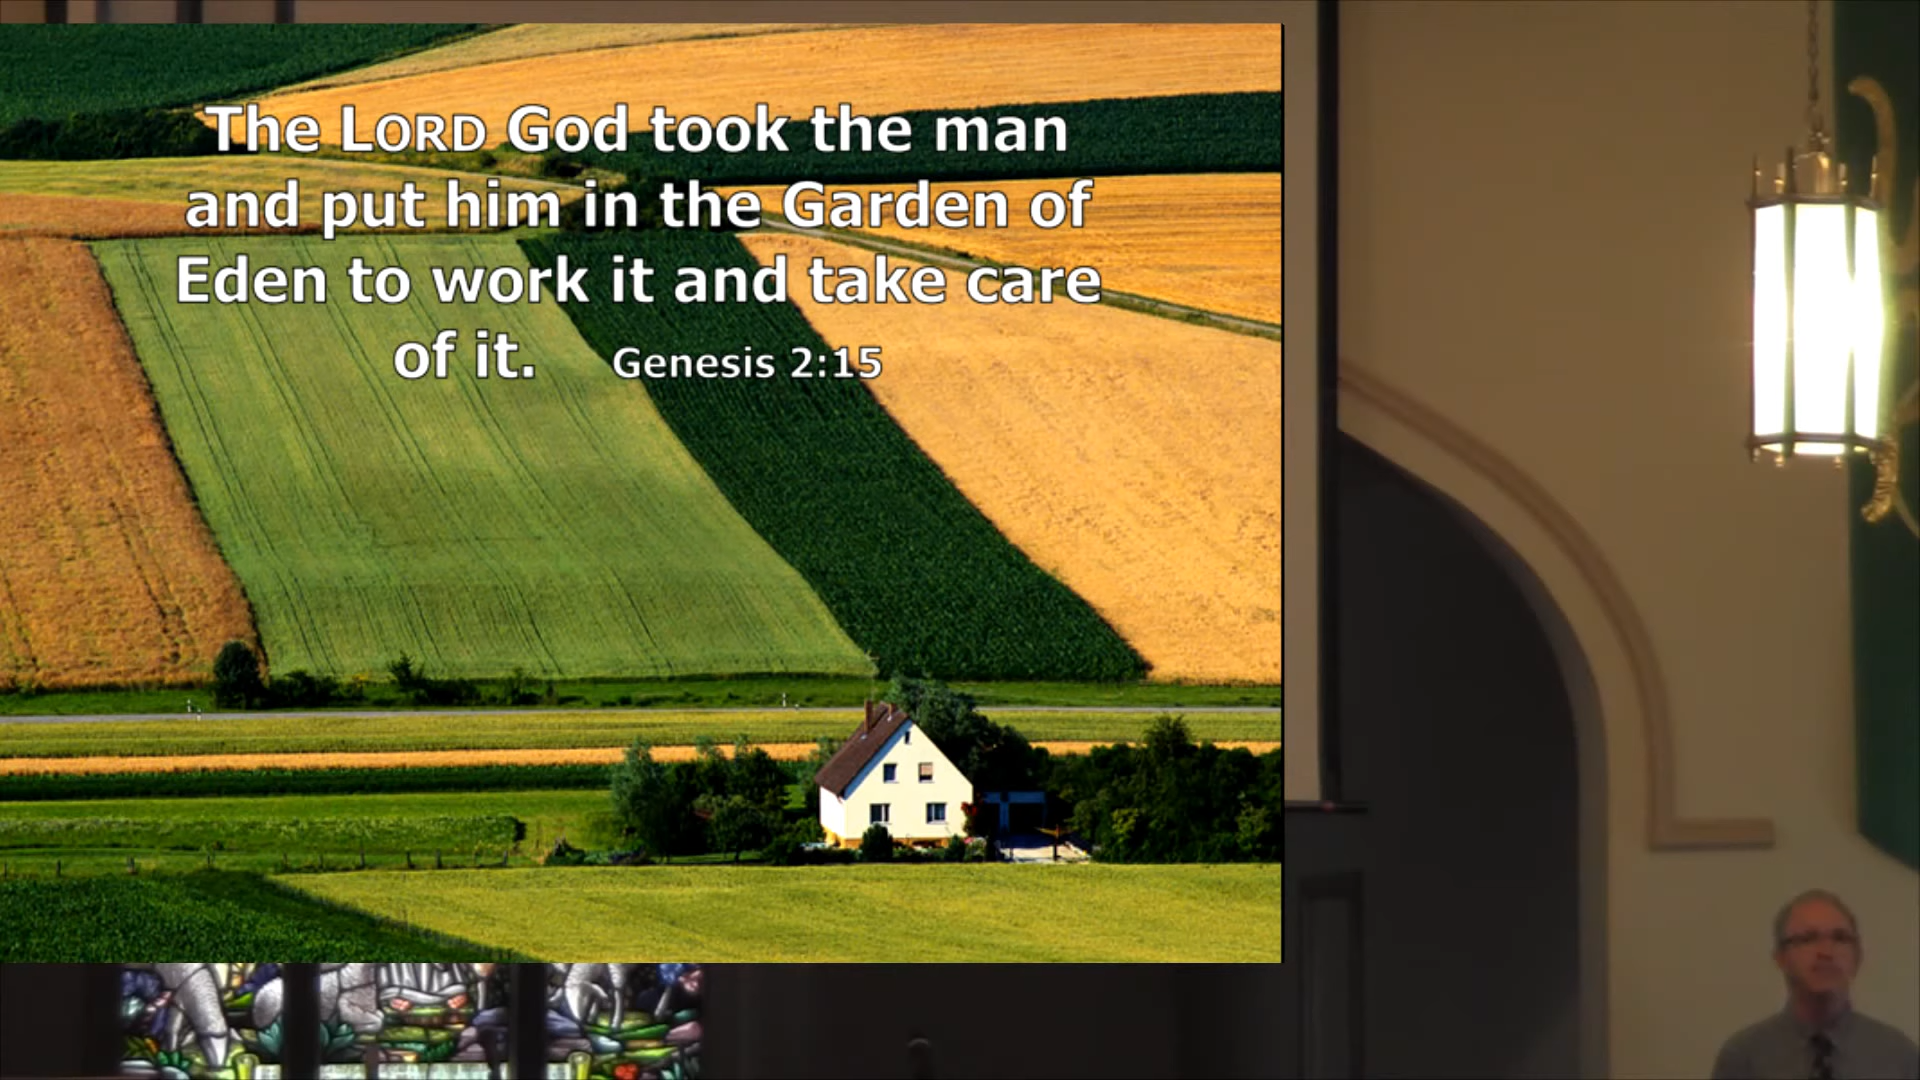 The LORD God took the man
and put him in the Garden of
Eden to work it and take care
of it. Genesis 2:15